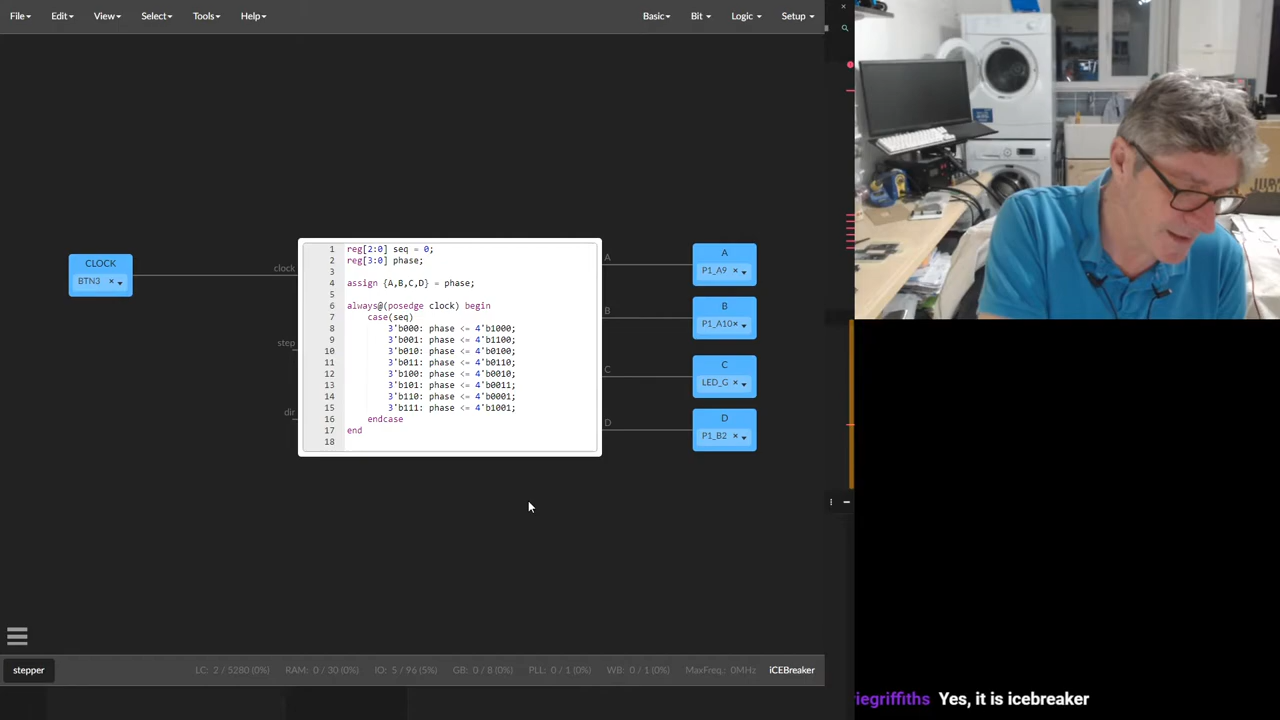 File Edit View Select Tools Help Basic Bit Logic Setup
CLOCK
BTN3
clock
step
dir
1 reg[2:0] seq = 0;
2 reg[3:0] phase;
3
4 assign {A,B,C,D} = phase;
5
6 always@(posedge clock) begin
7 case(seq)
8 3'b000: phase <= 4'b1000;
9 3'b001: phase <= 4'b1100;
10 3'b010: phase <= 4'b0100;
11 3'b011: phase <= 4'b0110;
12 3'b100: phase <= 4'b0010;
13 3'b101: phase <= 4'b0011;
14 3'b110: phase <= 4'b0001;
15 3'b111: phase <= 4'b1001;
16 endcase
17 end
18
A
A
P1_A9
B
B
P1_A10
C
C
LED_G
D
D
P1_B2
stepper LC: 2 / 5280 (0%) RAM: 0 / 30 (0%) IO: 5 / 96 (5%) GB: 0 / 8 (0%) PLL: 0 / 1 (0%) WB: 0 / 1 (0%) MaxFreq.: 0MHz iCEBreaker
iegriffiths Yes, it is icebreaker